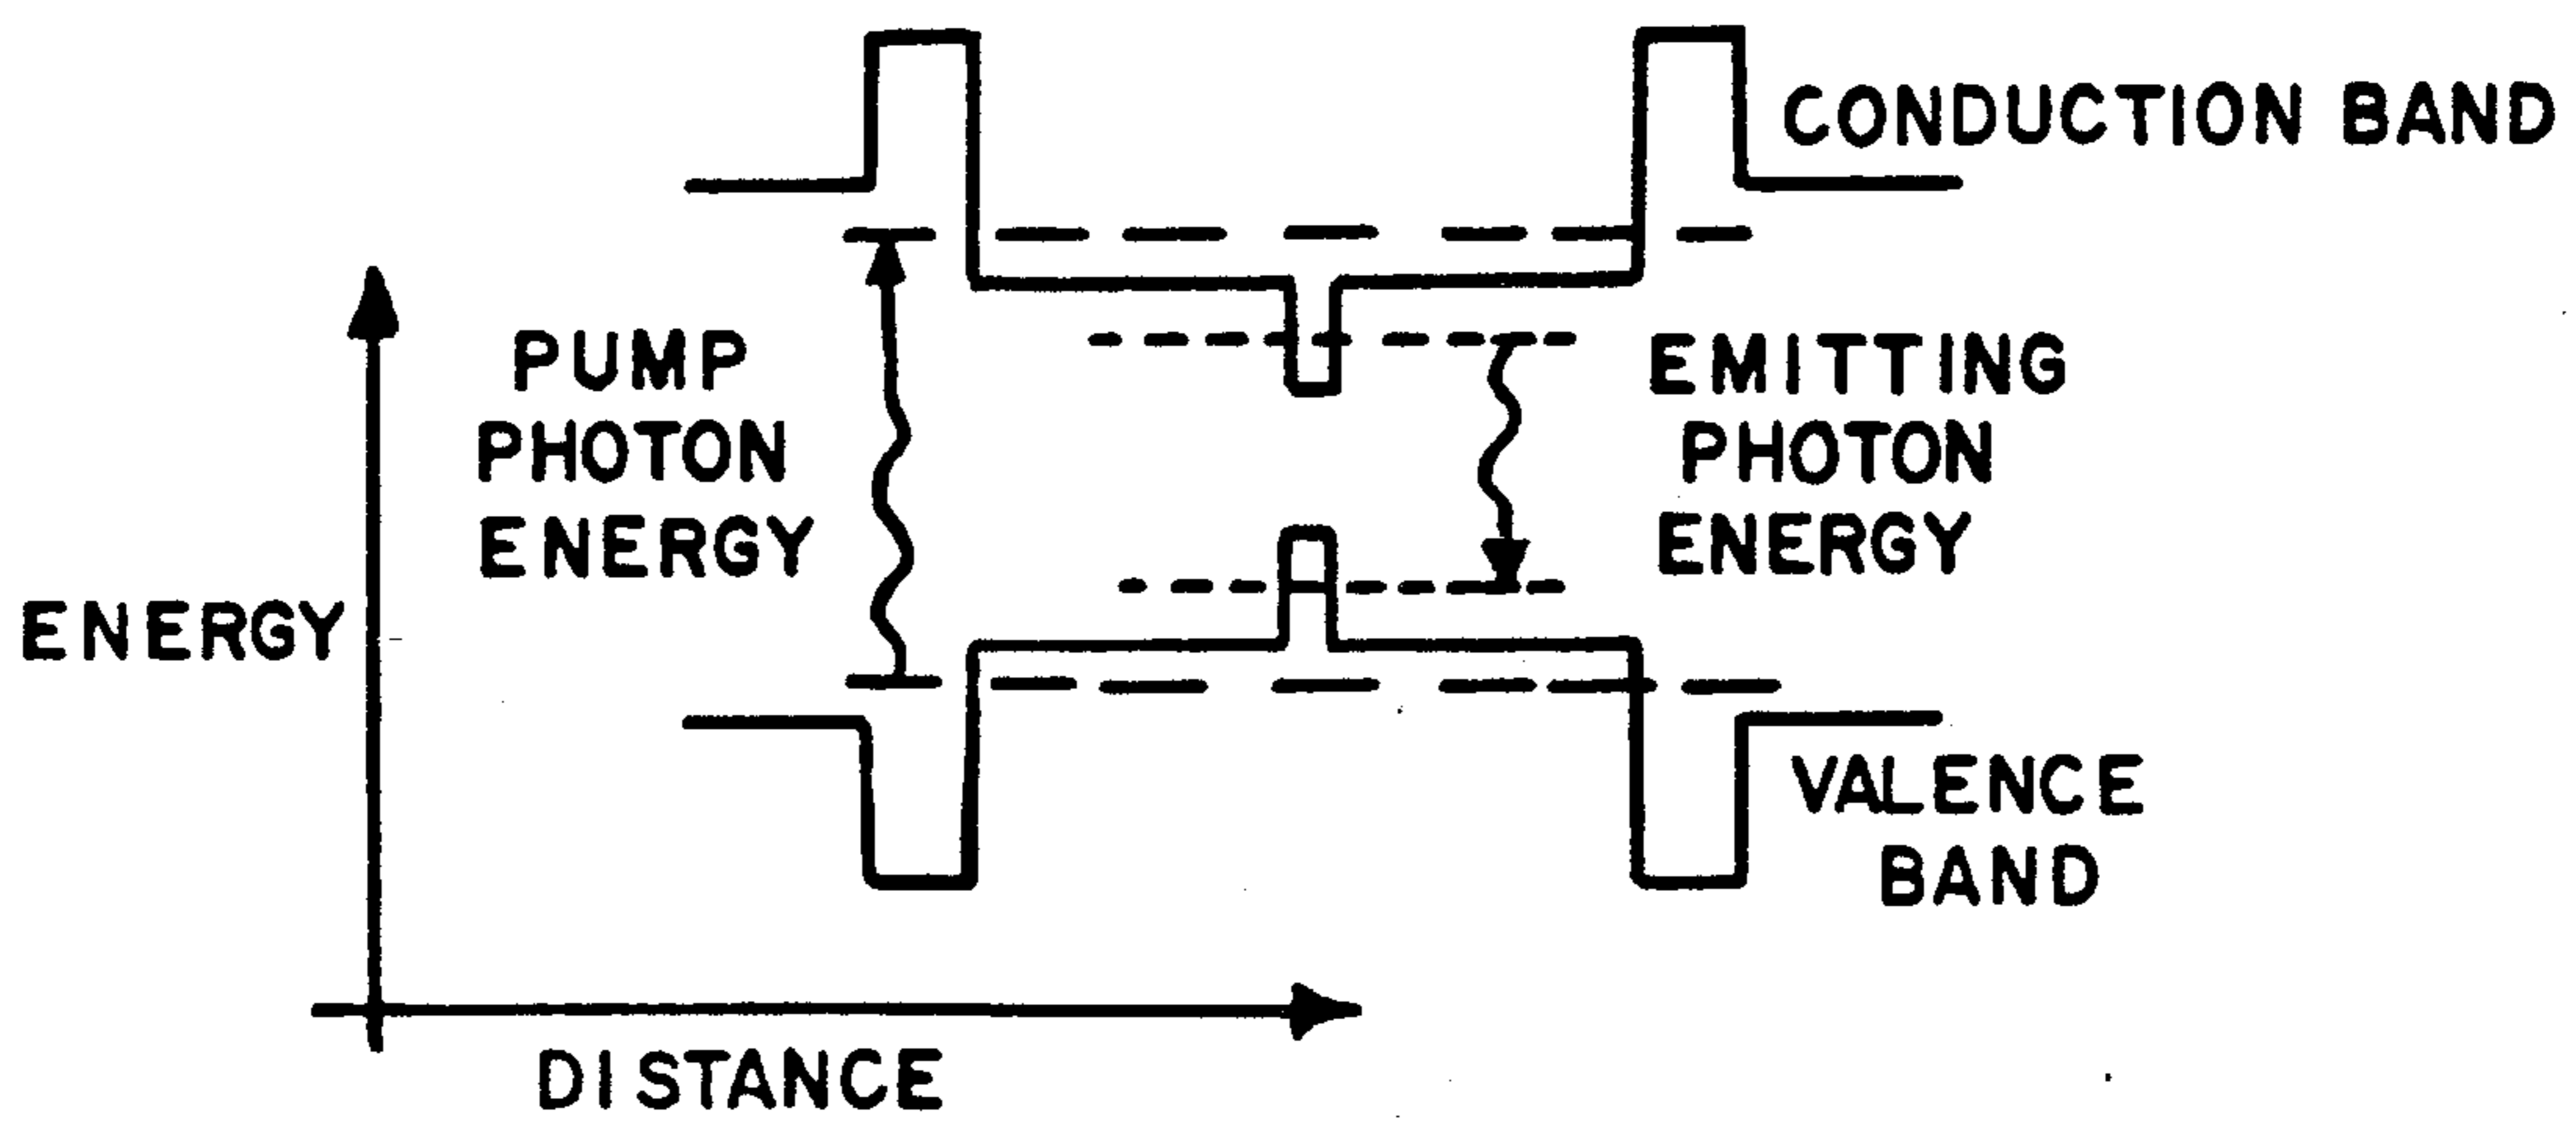 CONDUCTION BAND
PUMP
PHOTON
ENERGY
EMITTING
PHOTON
ENERGY
ENERGY
VALENCE
BAND
DISTANCE